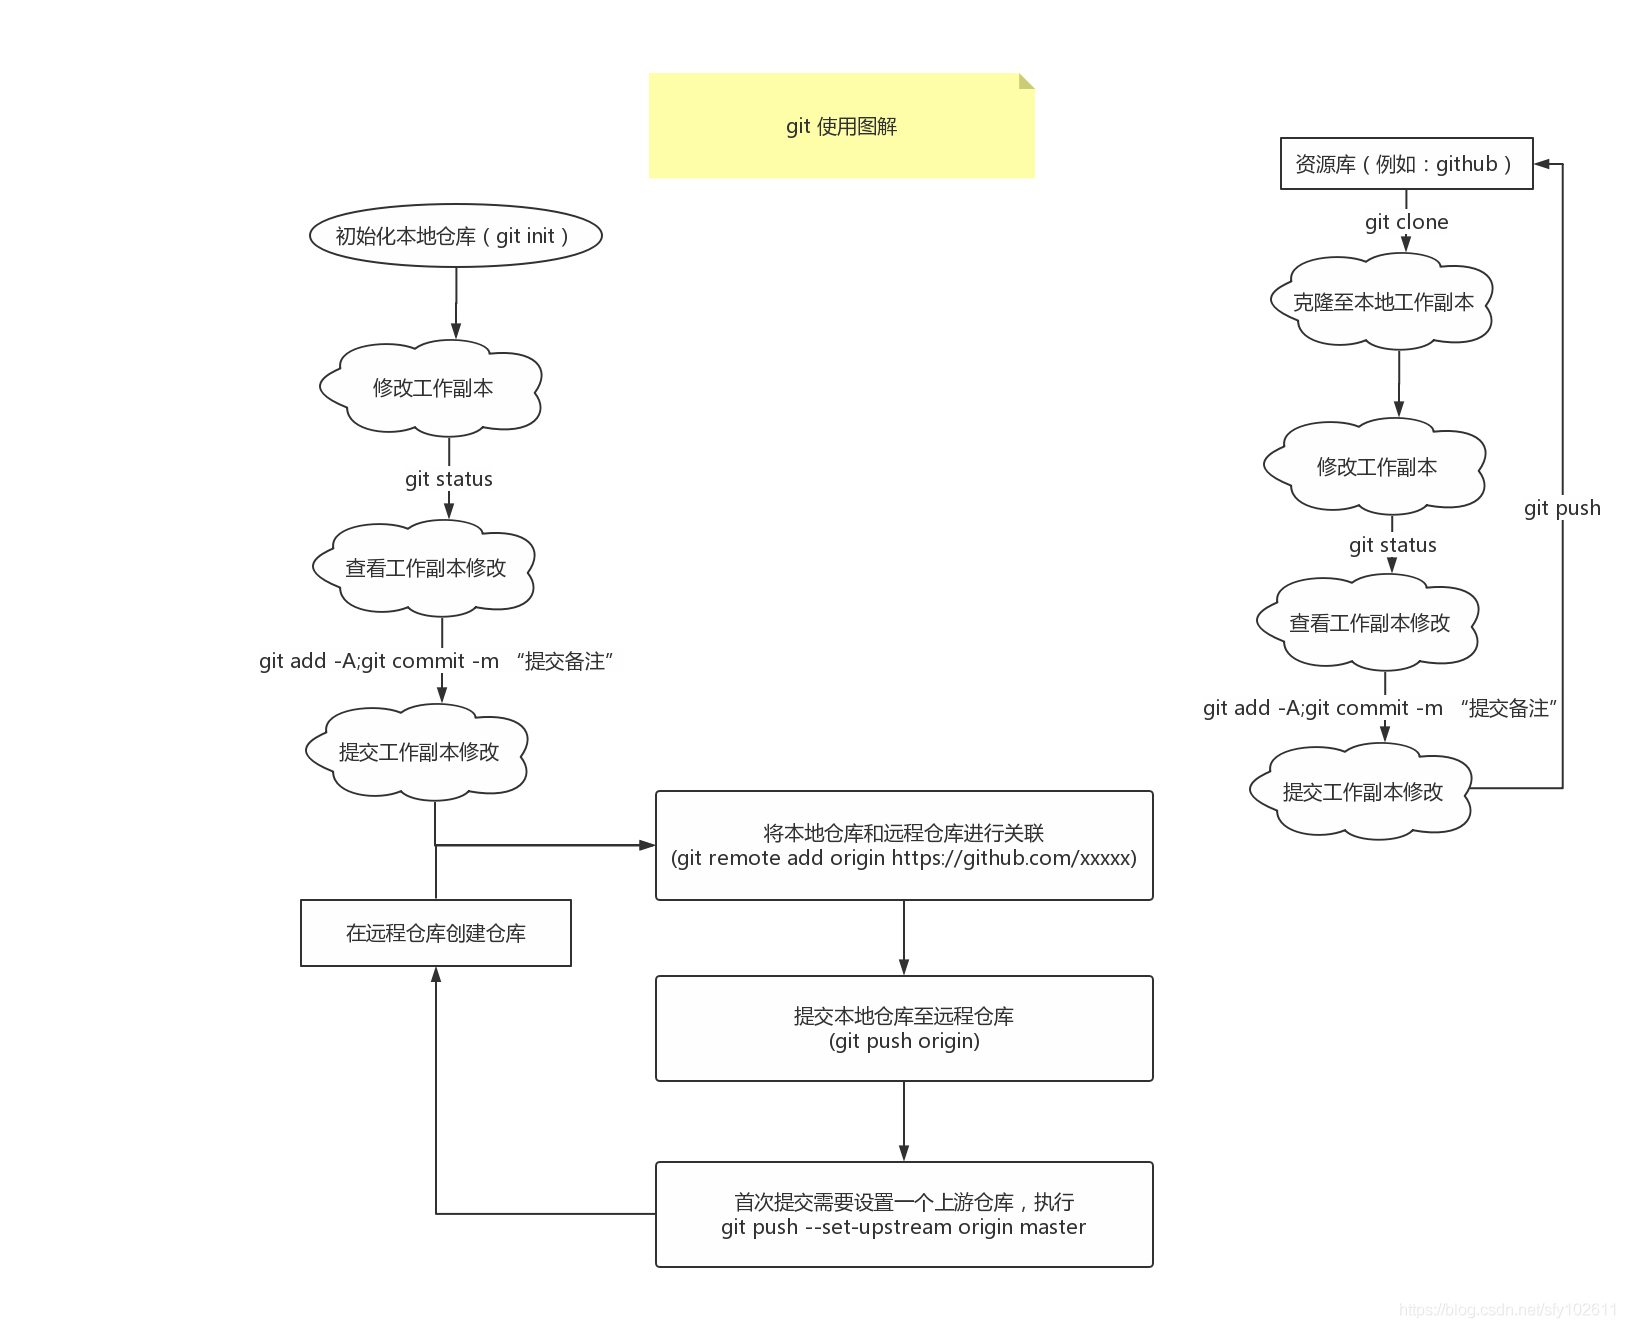 git 使用图解
初始化本地仓库（git init）
修改工作副本
git status
查看工作副本修改
git add -A;git commit -m “提交备注”
提交工作副本修改
将本地仓库和远程仓库进行关联
(git remote add origin https://github.com/xxxxx)
在远程仓库创建仓库
提交本地仓库至远程仓库
(git push origin)
首次提交需要设置一个上游仓库，执行
git push --set-upstream origin master
资源库（例如：github）
git clone
克隆至本地工作副本
修改工作副本
git push
git status
查看工作副本修改
git add -A;git commit -m “提交备注”
提交工作副本修改
https://blog.csdn.net/sfy102611